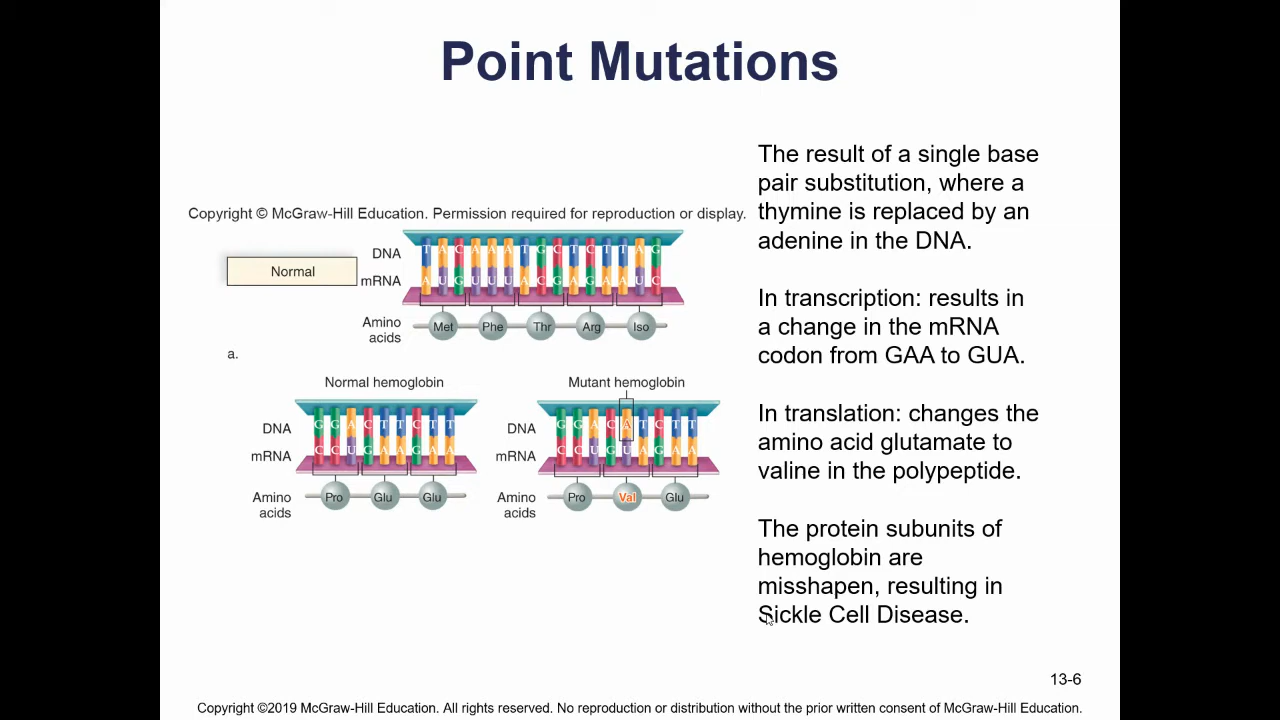 Point Mutations
Copyright © McGraw-Hill Education. Permission required for reproduction or display.
Normal
DNA
T A C A A A T G C T C T T A G
mRNA
A U G U U U A C G A G A A U C
Amino
acids
Met Phe Thr Arg Iso
a.
Normal hemoglobin
DNA
G G A C T T C T T
mRNA
C C U G A A G A A
Amino
acids
Pro Glu Glu
Mutant hemoglobin
DNA
G G A C A T C T T
mRNA
C C U G U A G A A
Amino
acids
Pro Val Glu
The result of a single base
pair substitution, where a
thymine is replaced by an
adenine in the DNA.
In transcription: results in
a change in the mRNA
codon from GAA to GUA.
In translation: changes the
amino acid glutamate to
valine in the polypeptide.
The protein subunits of
hemoglobin are
misshapen, resulting in
Sickle Cell Disease.
13-6
Copyright ©2019 McGraw-Hill Education. All rights reserved. No reproduction or distribution without the prior written consent of McGraw-Hill Education.